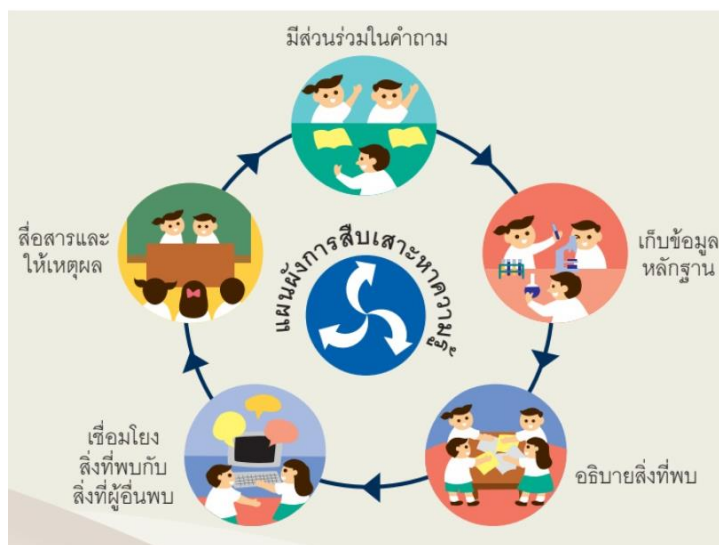 มีส่วนร่วมในคำถาม
เก็บข้อมูล
หลักฐาน
อธิบายสิ่งที่พบ
เชื่อมโยง
สิ่งที่พบกับ
สิ่งที่ผู้อื่นพบ
สื่อสารและ
ให้เหตุผล
แผนผังการสืบเสาะหาความรู้